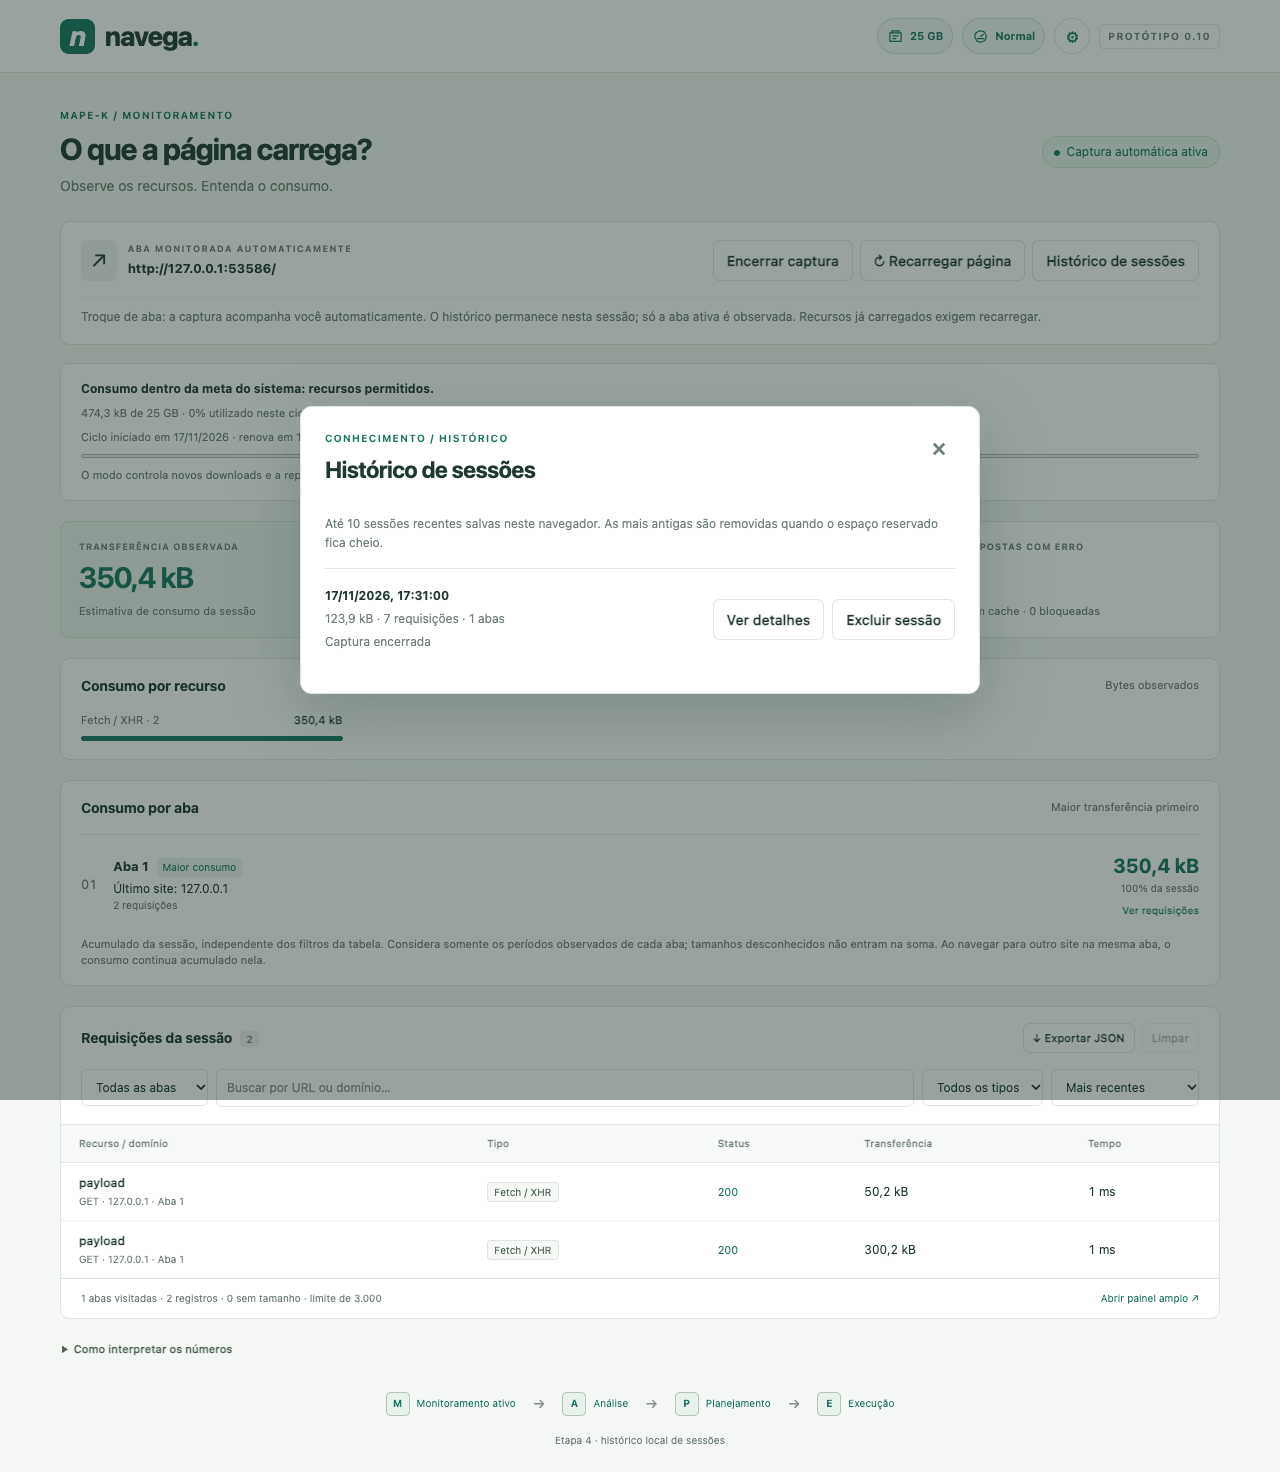 n navega.
25 GB
Normal
PROTÓTIPO 0.10
MAPE-K / MONITORAMENTO
O que a página carrega?
Captura automática ativa
Observe os recursos. Entenda o consumo.
ABA MONITORADA AUTOMATICAMENTE
http://127.0.0.1:53586/
Encerrar captura
↻ Recarregar página
Histórico de sessões
Troque de aba: a captura acompanha você automaticamente. O histórico permanece nesta sessão; só a aba ativa é observada. Recursos já carregados exigem recarregar.
Consumo dentro da meta do sistema: recursos permitidos.
474,3 kB de 25 GB · 0% utilizado neste
Ciclo iniciado em 17/11/2026 · renova em
O modo controla novos downloads e a
CONHECIMENTO / HISTÓRICO
Histórico de sessões
×
Até 10 sessões recentes salvas neste navegador. As mais antigas são removidas quando o espaço reservado
fica cheio.
17/11/2026, 17:31:00
123,9 kB · 7 requisições · 1 abas
Captura encerrada
Ver detalhes
Excluir sessão
TRANSFERÊNCIA OBSERVADA
350,4 kB
Estimativa de consumo da sessão
COM ERRO
cache · 0 bloqueadas
Consumo por recurso
Bytes observados
Fetch / XHR · 2
350,4 kB
Consumo por aba
Maior transferência primeiro
01
Aba 1
Maior consumo
Último site: 127.0.0.1
2 requisições
350,4 kB
100% da sessão
Ver requisições
Acumulado da sessão, independente dos filtros da tabela. Considera somente os períodos observados de cada aba; tamanhos desconhecidos não entram na soma. Ao navegar para outro site na mesma aba, o
consumo continua acumulado nela.
Requisições da sessão
2
↓ Exportar JSON
Limpar
Todas as abas
Buscar por URL ou domínio...
Todos os tipos
Mais recentes
Recurso / domínio Tipo Status Transferência Tempo
payload
GET · 127.0.0.1 · Aba 1
Fetch / XHR
200
50,2 kB
1 ms
payload
GET · 127.0.0.1 · Aba 1
Fetch / XHR
200
300,2 kB
1 ms
1 abas visitadas · 2 registros · 0 sem tamanho · limite de 3.000
Abrir painel amplo ↗
Como interpretar os números
M Monitoramento ativo → A Análise → P Planejamento → E Execução
Etapa 4 · histórico local de sessões